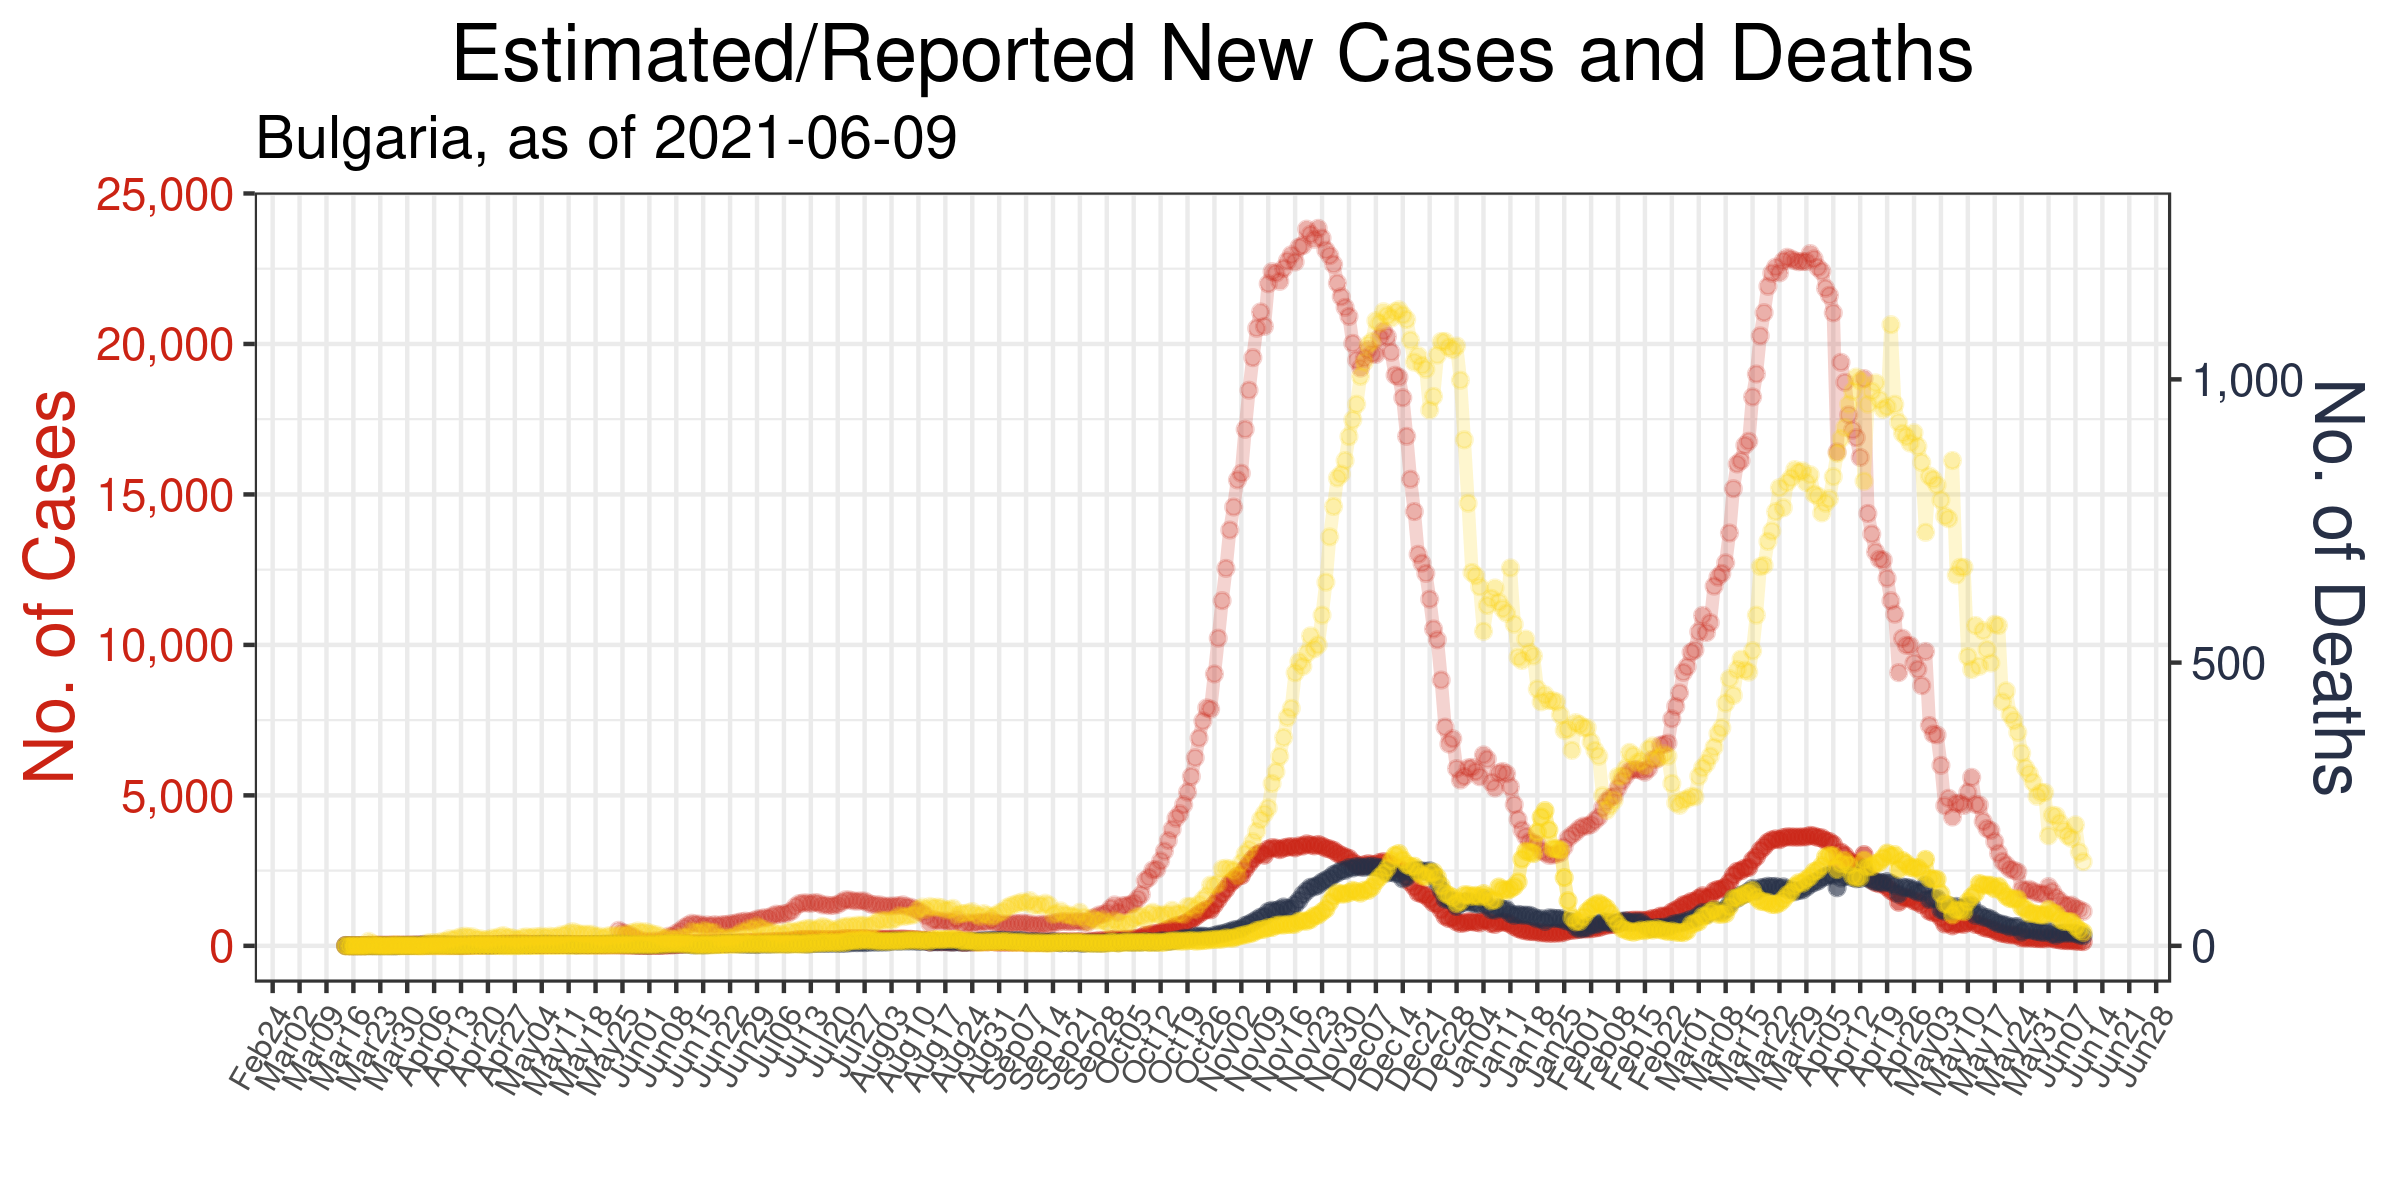 Estimated/Reported New Cases and Deaths
Bulgaria, as of 2021-06-09
25,000
20,000
15,000
10,000
5,000
0
No. of Cases
1,000
500
0
No. of Deaths
Feb24
Mar02
Mar09
Mar16
Mar23
Mar30
Apr06
Apr13
Apr20
Apr27
May04
May11
May18
May25
Jun01
Jun08
Jun15
Jun22
Jun29
Jul06
Jul13
Jul20
Jul27
Aug03
Aug10
Aug17
Aug24
Aug31
Sep07
Sep14
Sep21
Sep28
Oct05
Oct12
Oct19
Oct26
Nov02
Nov09
Nov16
Nov23
Nov30
Dec07
Dec14
Dec21
Dec28
Jan04
Jan11
Jan18
Jan25
Feb01
Feb08
Feb15
Feb22
Mar01
Mar08
Mar15
Mar22
Mar29
Apr05
Apr12
Apr19
Apr26
May03
May10
May17
May24
May31
Jun07
Jun14
Jun21
Jun28